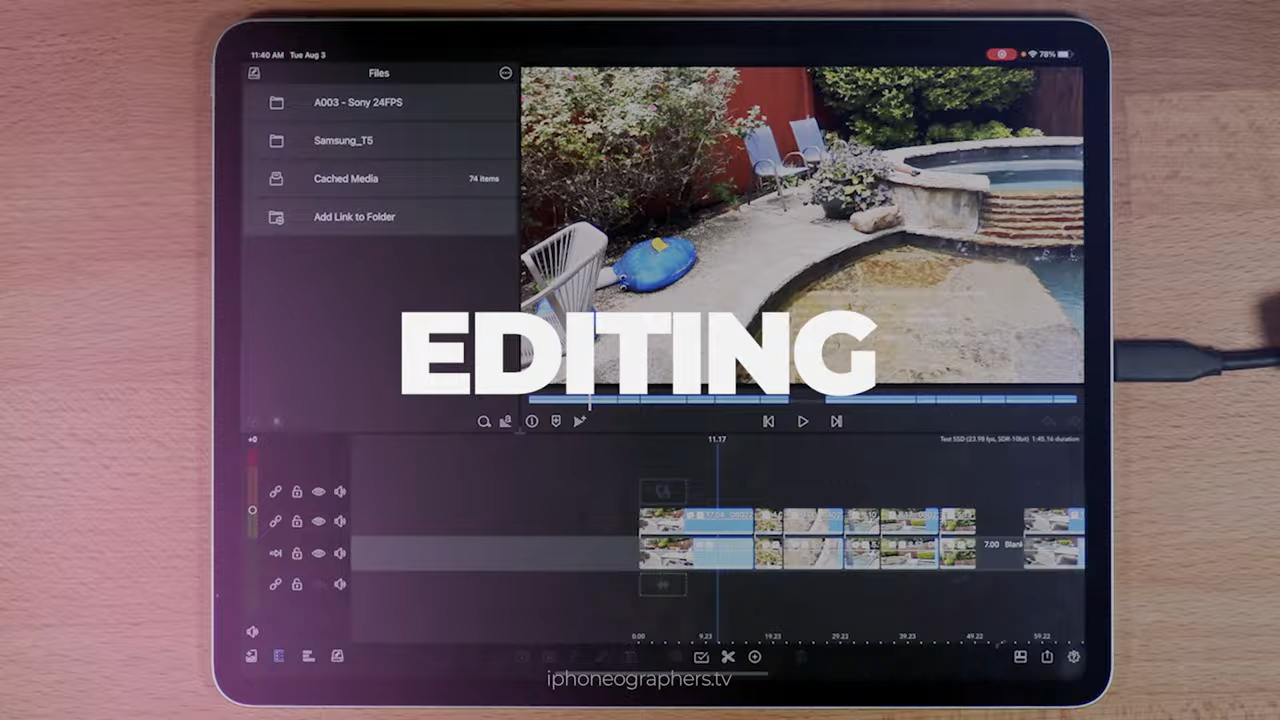 11:40 AM Tue Aug 3
78%
Files
A003 - Sony 24FPS
Samsung_T5
Cached Media
74 items
Add Link to Folder
EDITING
+0
11.17
Test SSD (23.98 fps, SDR-10bit) 1:45.16 duration
7.00 Blank
0:00 9.23 19.23 29.22 39.23 49.22 59.22
iphoneographers.tv